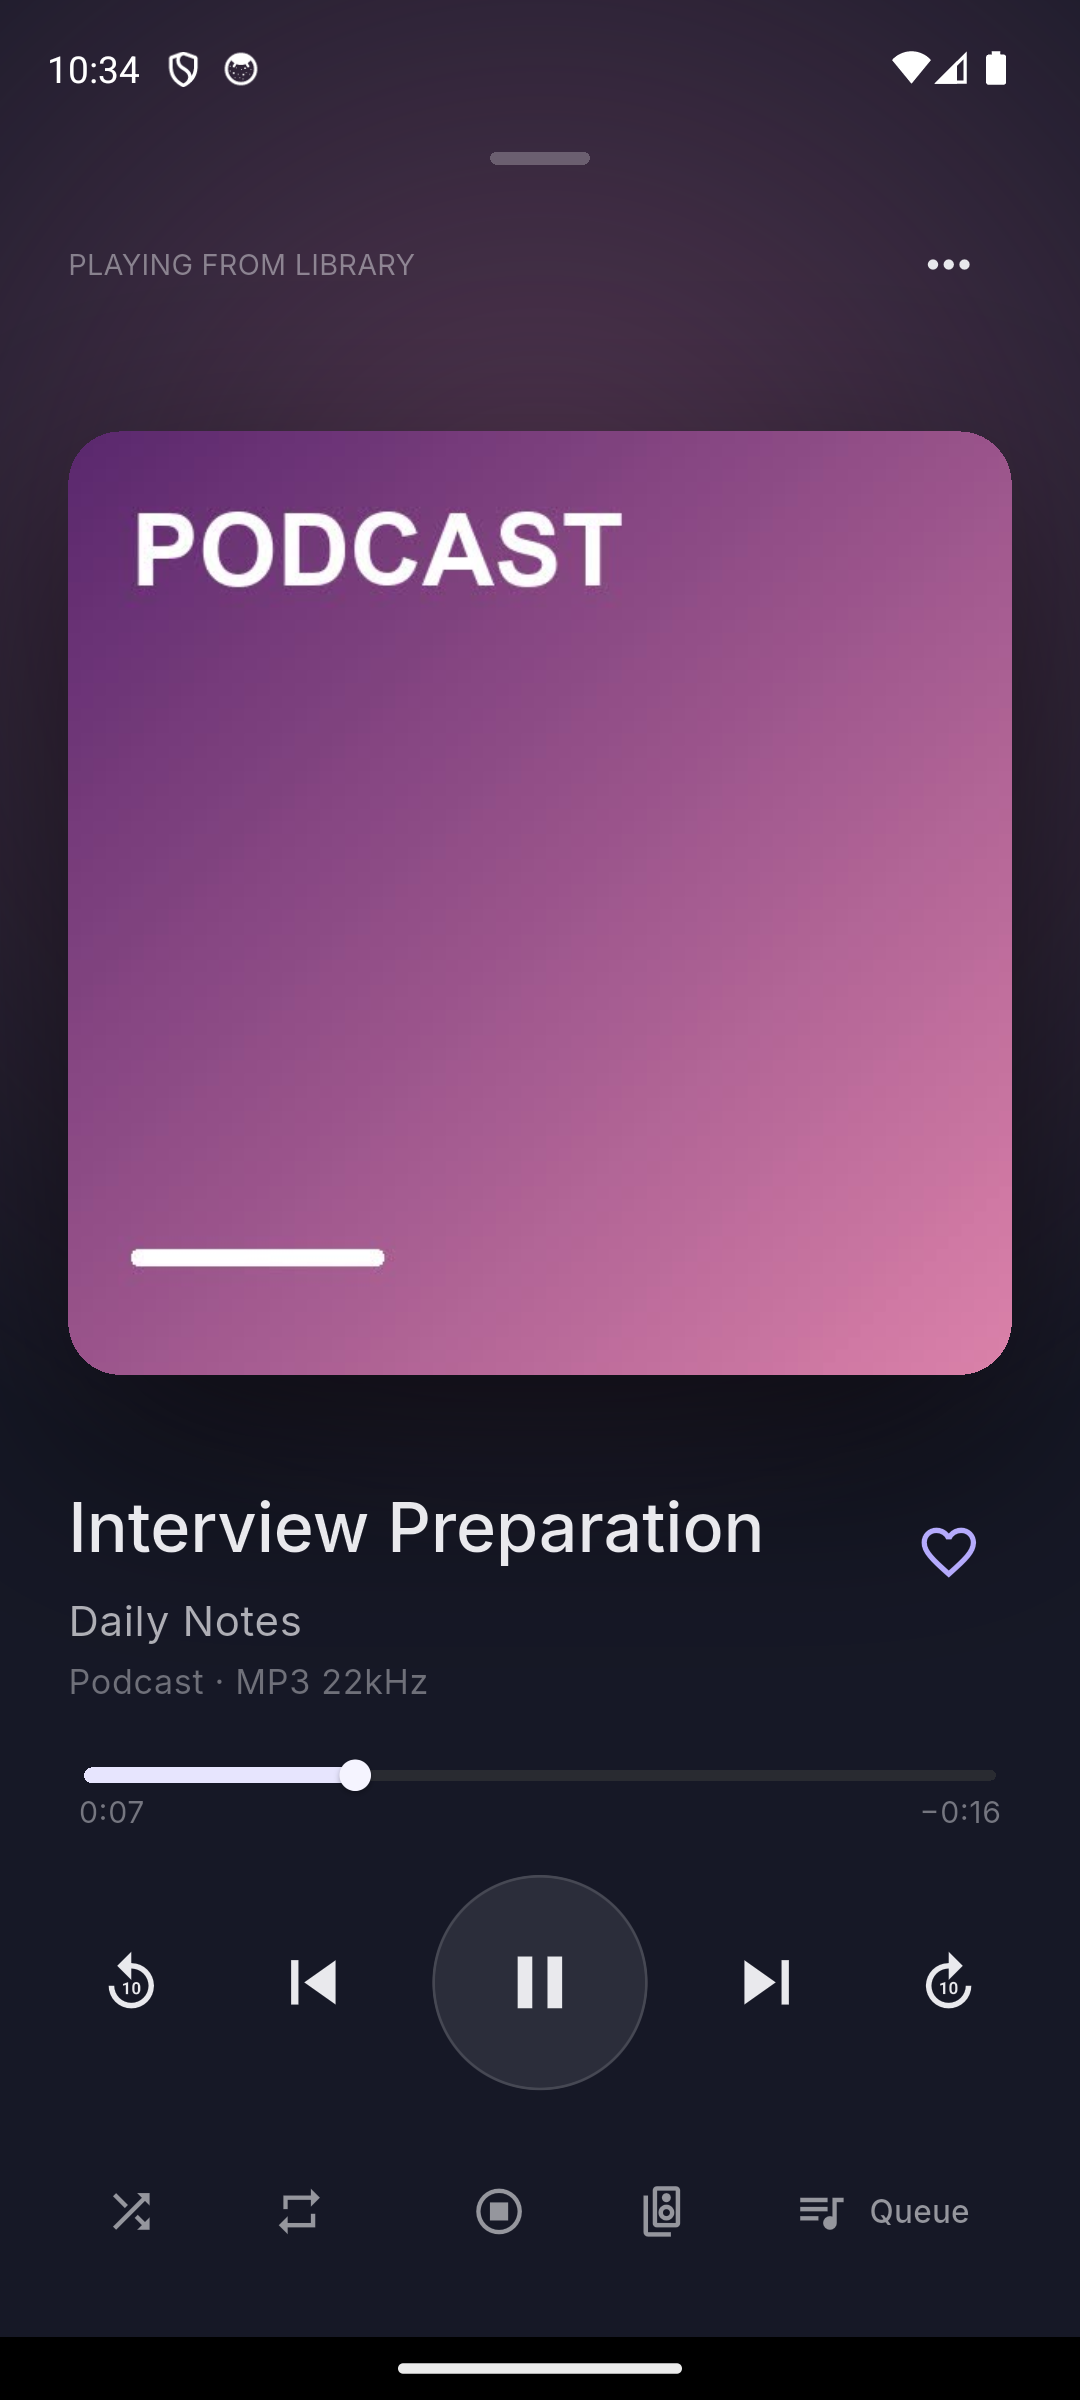 10:34
PLAYING FROM LIBRARY
PODCAST
Interview Preparation
Daily Notes
Podcast · MP3 22kHz
0:07
−0:16
10
10
Queue